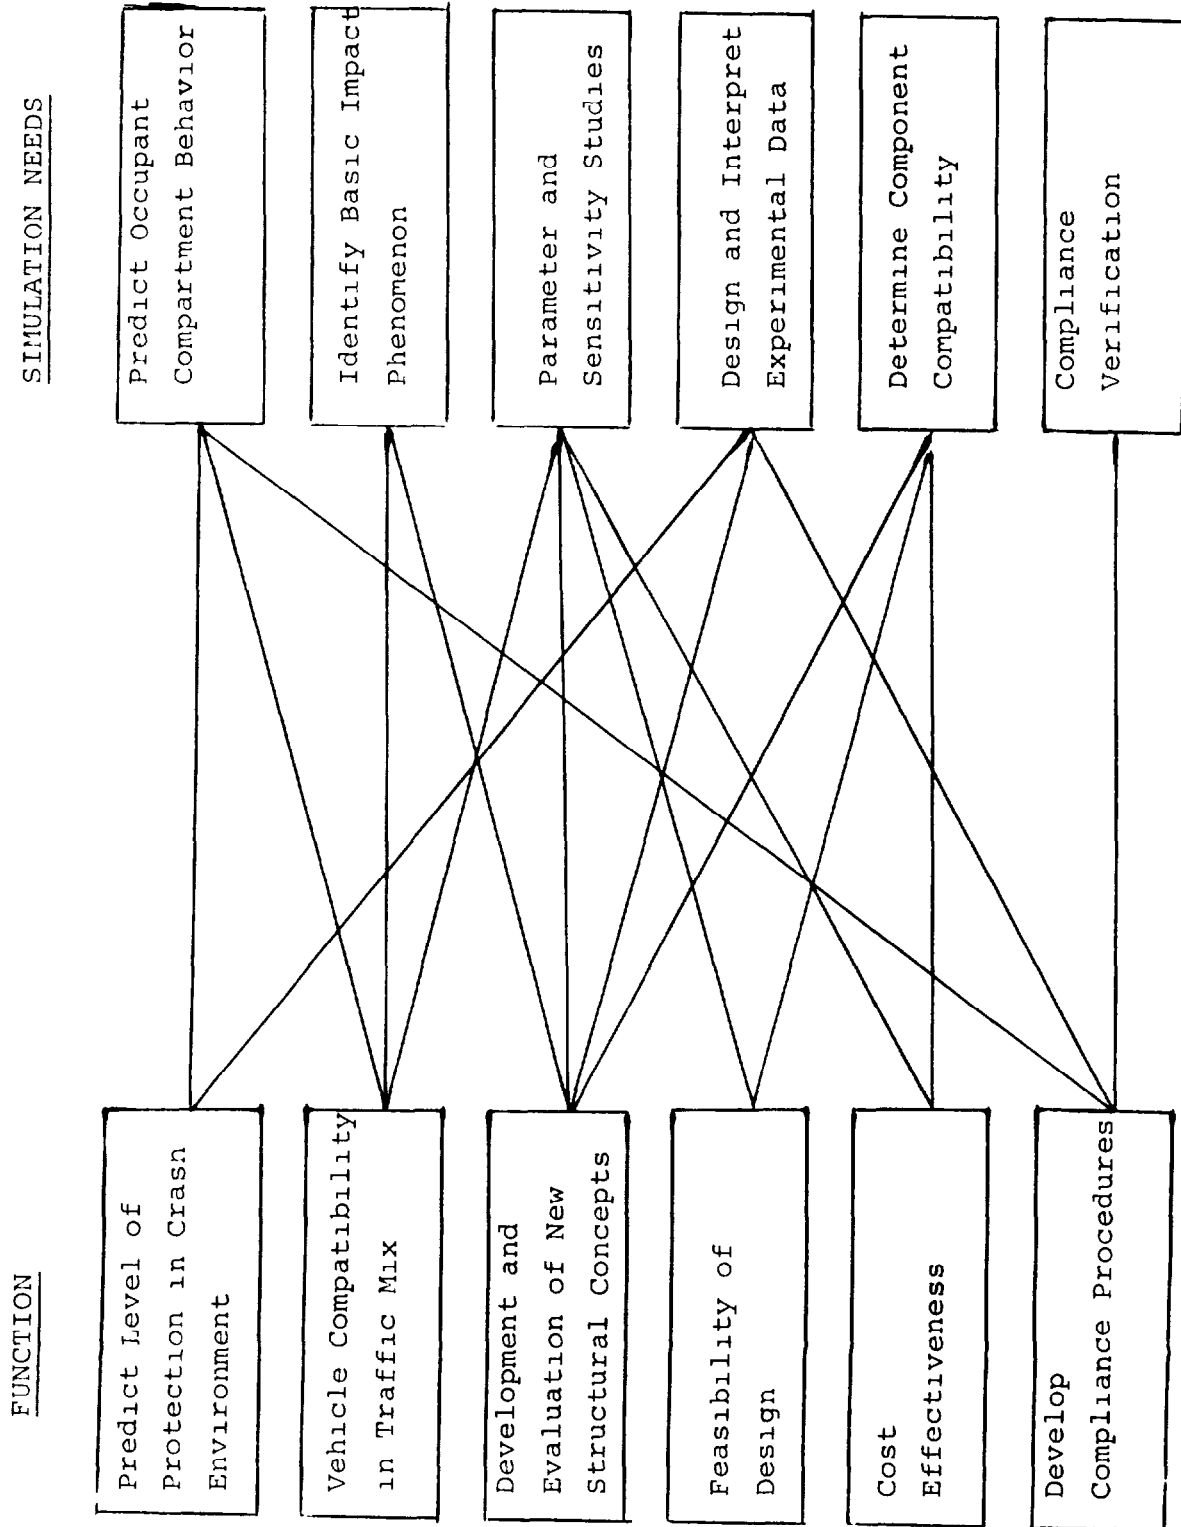 FUNCTION
Predict Level of
Protection in Crasn
Environment
Vehicle Compatibility
in Traffic Mix
Development and
Evaluation of New
Structural Concepts
Feasibility of
Design
Cost
Effectiveness
Develop
Compliance Procedures
SIMULATION NEEDS
Predict Occupant
Compartment Behavior
Identify Basic Impact
Phenomenon
Parameter and
Sensitivity Studies
Design and Interpret
Experimental Data
Determine Component
Compatibility
Compliance
Verification